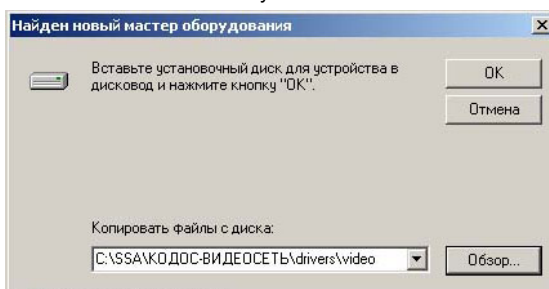 Найден новый мастер оборудования
Вставьте установочный диск для устройства в
дисковод и нажмите кнопку "ОК".
ОК
Отмена
Копировать файлы с диска:
C:\SSA\КОДОС-ВИДЕОСЕТЬ\drivers\video
Обзор...